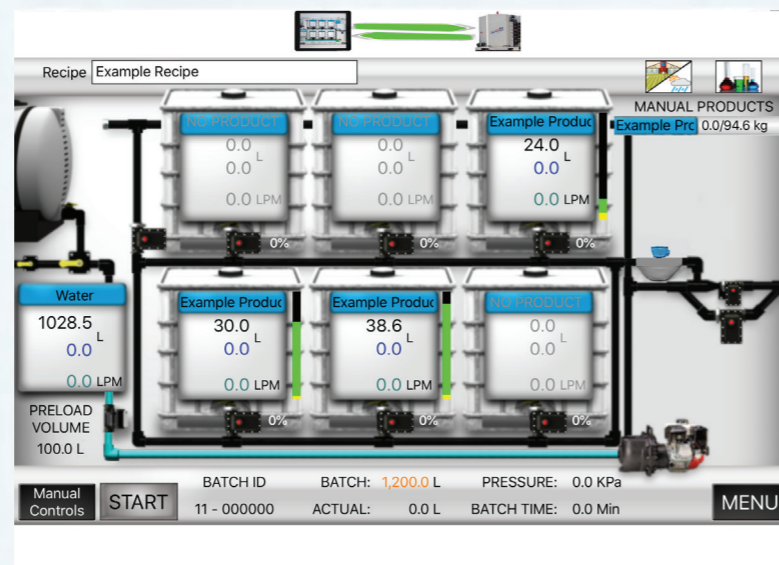 Recipe Example Recipe
MANUAL PRODUCTS
Example Prc 0.0/94.6 kg
NO PRODUCT
0.0 L
0.0
0.0 LPM
0%
NO PRODUCT
0.0 L
0.0
0.0 LPM
0%
Example Produc
24.0 L
0.0
0.0 LPM
0%
Water
1028.5 L
0.0
0.0 LPM
PRELOAD
VOLUME
100.0 L
Example Produc
30.0 L
0.0
0.0 LPM
0%
Example Produc
38.6 L
0.0
0.0 LPM
0%
NO PRODUCT
0.0 L
0.0
0.0 LPM
0%
Manual
Controls
START
BATCH ID
11 - 000000
BATCH: 1,200.0 L
ACTUAL: 0.0 L
PRESSURE: 0.0 KPa
BATCH TIME: 0.0 Min
MENU